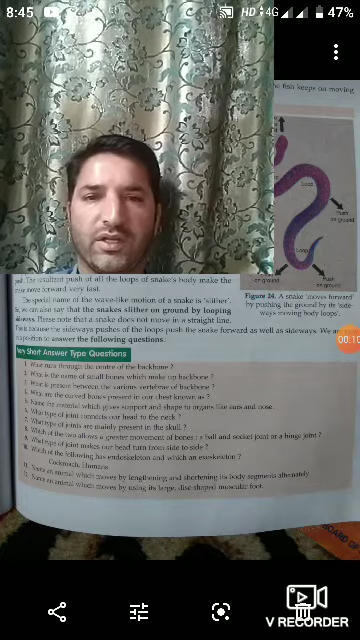 8:45
HD 4G 47%
he fish keeps on moving
Loop
Push
on ground
Push
on ground
on ground
push. The resultant push of all the loops of snake's body make the
move forward very fast.
The special name of the wave-like motion of a snake is 'slither'.
So, we can also say that the snakes slither on ground by looping
sideways. Please note that a snake does not move in a straight line.
This is because the sideways pushes of the loops push the snake forward as well as sideways. We are
in a position to answer the following questions:
Figure 24. A snake 'moves forward'
by pushing the ground by its 'side-
ways moving body loops'.
00:10
Very Short Answer Type Questions
1. What runs through the centre of the backbone ?
2. What is the name of small bones which make up backbone ?
3. What is present between the various vertebrae of backbone ?
4. What are the curved bones present in our chest known as ?
5. Name the material which gives support and shape to organs like ears and nose.
6. What type of joint connects our head to the neck ?
7. What type of joints are mainly present in the skull ?
8. Which of the two allows a greater movement of bones : a ball and socket joint or a hinge joint ?
9. What type of joint makes our head turn from side to side ?
10. Which of the following has endoskeleton and which an exoskeleton ?
Cockroach, Humans
11. Name an animal which moves by lengthening and shortening its body segments alternately.
12. Name an animal which moves by using its large, disc-shaped muscular foot.
BOARD OF
V RECORDER